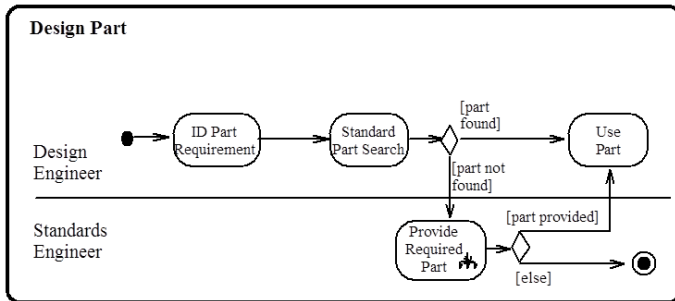 Design Part
ID Part
Requirement
Standard
Part Search
[part
found]
Use
Part
Design
Engineer
[part not
found]
Standards
Engineer
Provide
Required
Part
[part provided]
[else]